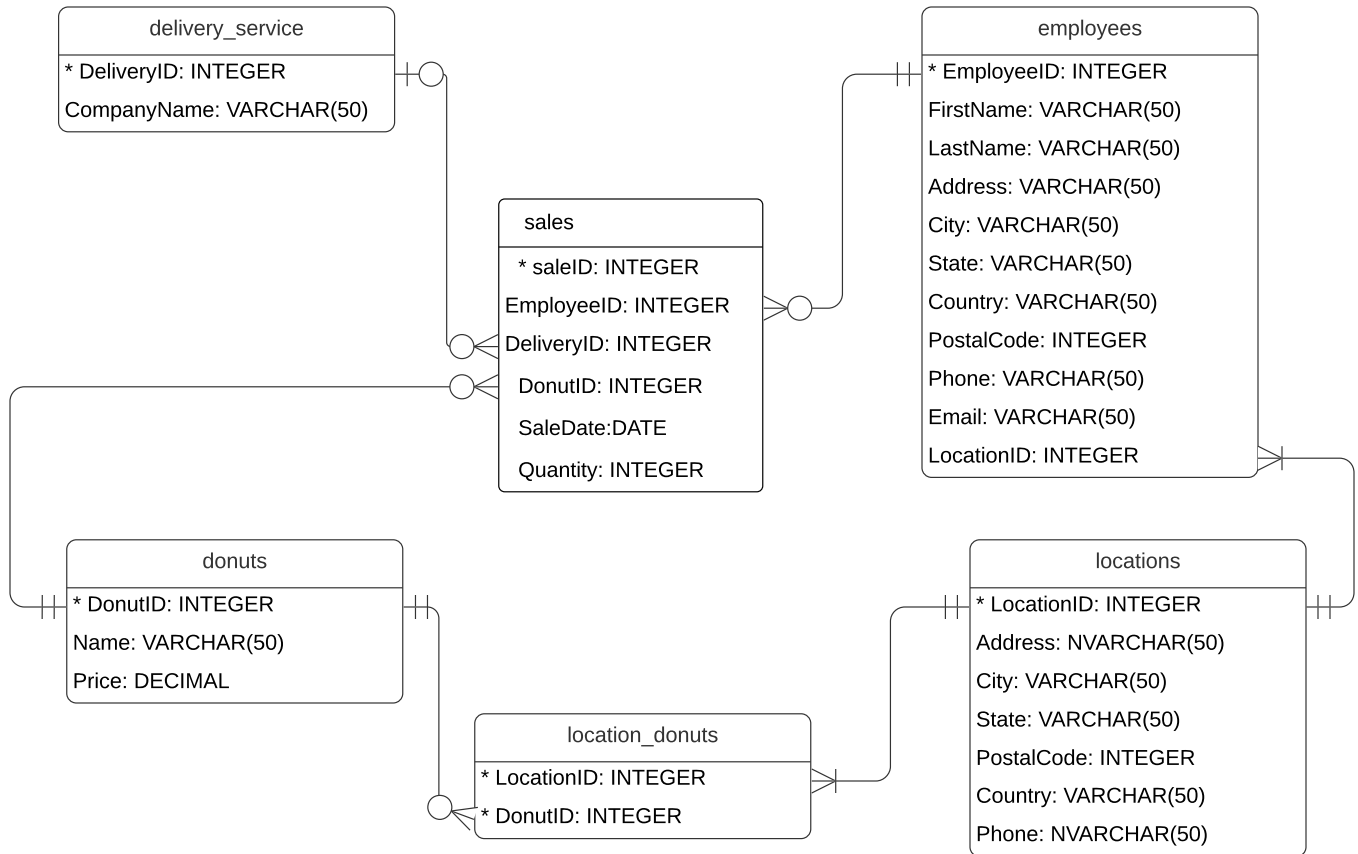 delivery_service
* DeliveryID: INTEGER
CompanyName: VARCHAR(50)
employees
* EmployeeID: INTEGER
FirstName: VARCHAR(50)
LastName: VARCHAR(50)
Address: VARCHAR(50)
City: VARCHAR(50)
State: VARCHAR(50)
Country: VARCHAR(50)
PostalCode: INTEGER
Phone: VARCHAR(50)
Email: VARCHAR(50)
LocationID: INTEGER
sales
* saleID: INTEGER
EmployeeID: INTEGER
DeliveryID: INTEGER
DonutID: INTEGER
SaleDate:DATE
Quantity: INTEGER
donuts
* DonutID: INTEGER
Name: VARCHAR(50)
Price: DECIMAL
locations
* LocationID: INTEGER
Address: NVARCHAR(50)
City: VARCHAR(50)
State: VARCHAR(50)
PostalCode: INTEGER
Country: VARCHAR(50)
Phone: NVARCHAR(50)
location_donuts
* LocationID: INTEGER
* DonutID: INTEGER